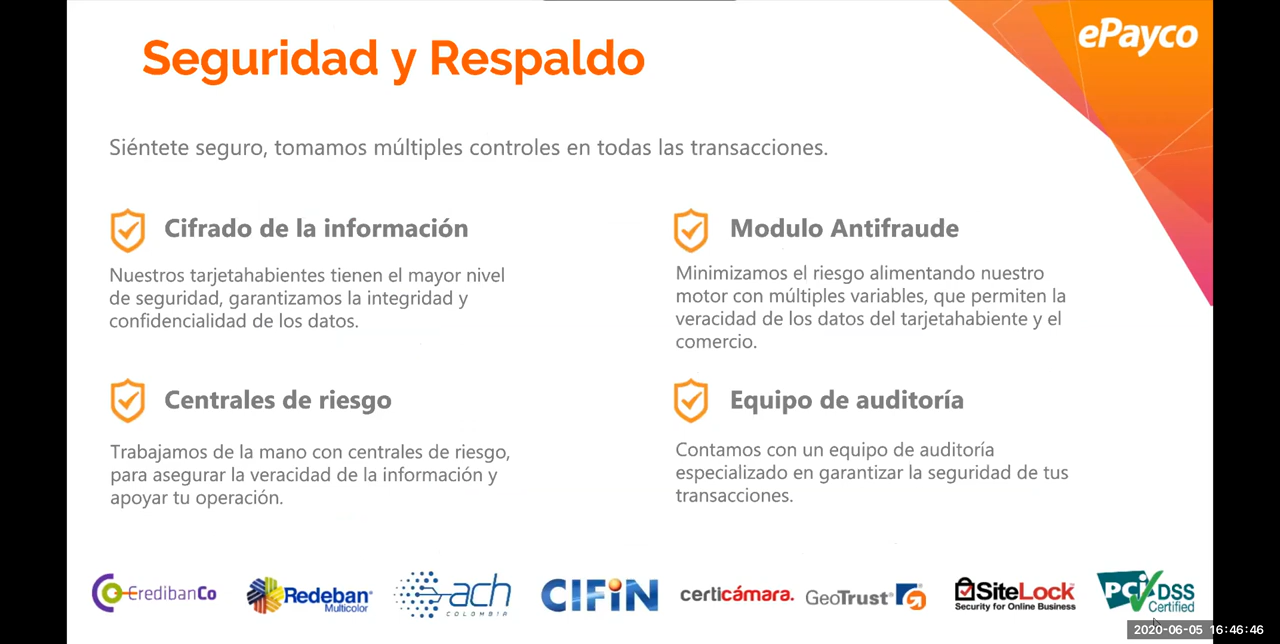 ePayco
Seguridad y Respaldo
Siéntete seguro, tomamos múltiples controles en todas las transacciones.
Cifrado de la información
Nuestros tarjetahabientes tienen el mayor nivel
de seguridad, garantizamos la integridad y
confidencialidad de los datos.
Modulo Antifraude
Minimizamos el riesgo alimentando nuestro
motor con múltiples variables, que permiten la
veracidad de los datos del tarjetahabiente y el
comercio.
Centrales de riesgo
Trabajamos de la mano con centrales de riesgo,
para asegurar la veracidad de la información y
apoyar tu operación.
Equipo de auditoría
Contamos con un equipo de auditoría
especializado en garantizar la seguridad de tus
transacciones.
CredibanCo
Redeban
Multicolor
ach
COLOMBIA
CIFIN
certicámara.
GeoTrust
SiteLock
Security for Online Business
PCI DSS
Certified
2020-06-05 16:46:46